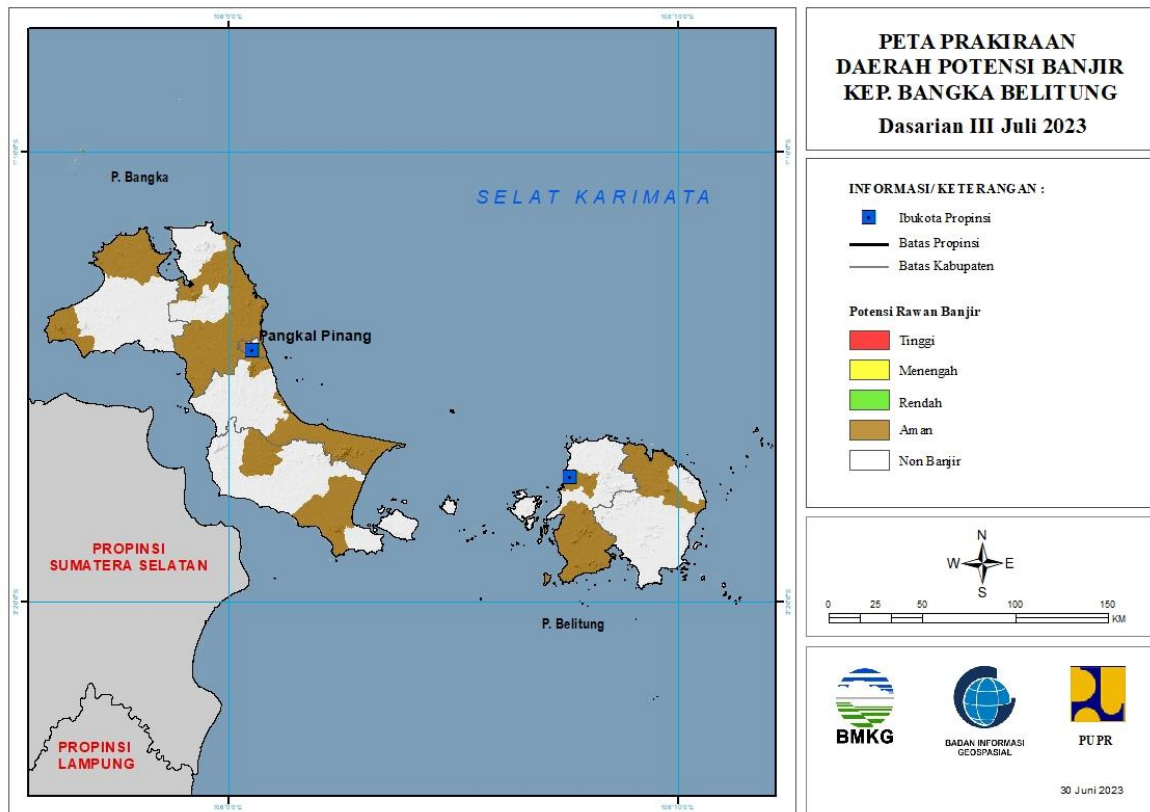 PETA PRAKIRAAN
DAERAH POTENSI BANJIR
KEP. BANGKA BELITUNG
Dasarian III Juli 2023
P. Bangka
SELAT KARIMATA
Pangkal Pinang
PROPINSI
SUMATERA SELATAN
P. Belitung
PROPINSI
LAMPUNG
INFORMASI/ KETERANGAN :
Ibukota Propinsi
Batas Propinsi
Batas Kabupaten
Potensi Rawan Banjir
Tinggi
Menengah
Rendah
Aman
Non Banjir
N
W E
S
0 25 50 100 150
KM
BMKG
BADAN INFORMASI
GEOSPASIAL
PUPR
30 Juni 2023